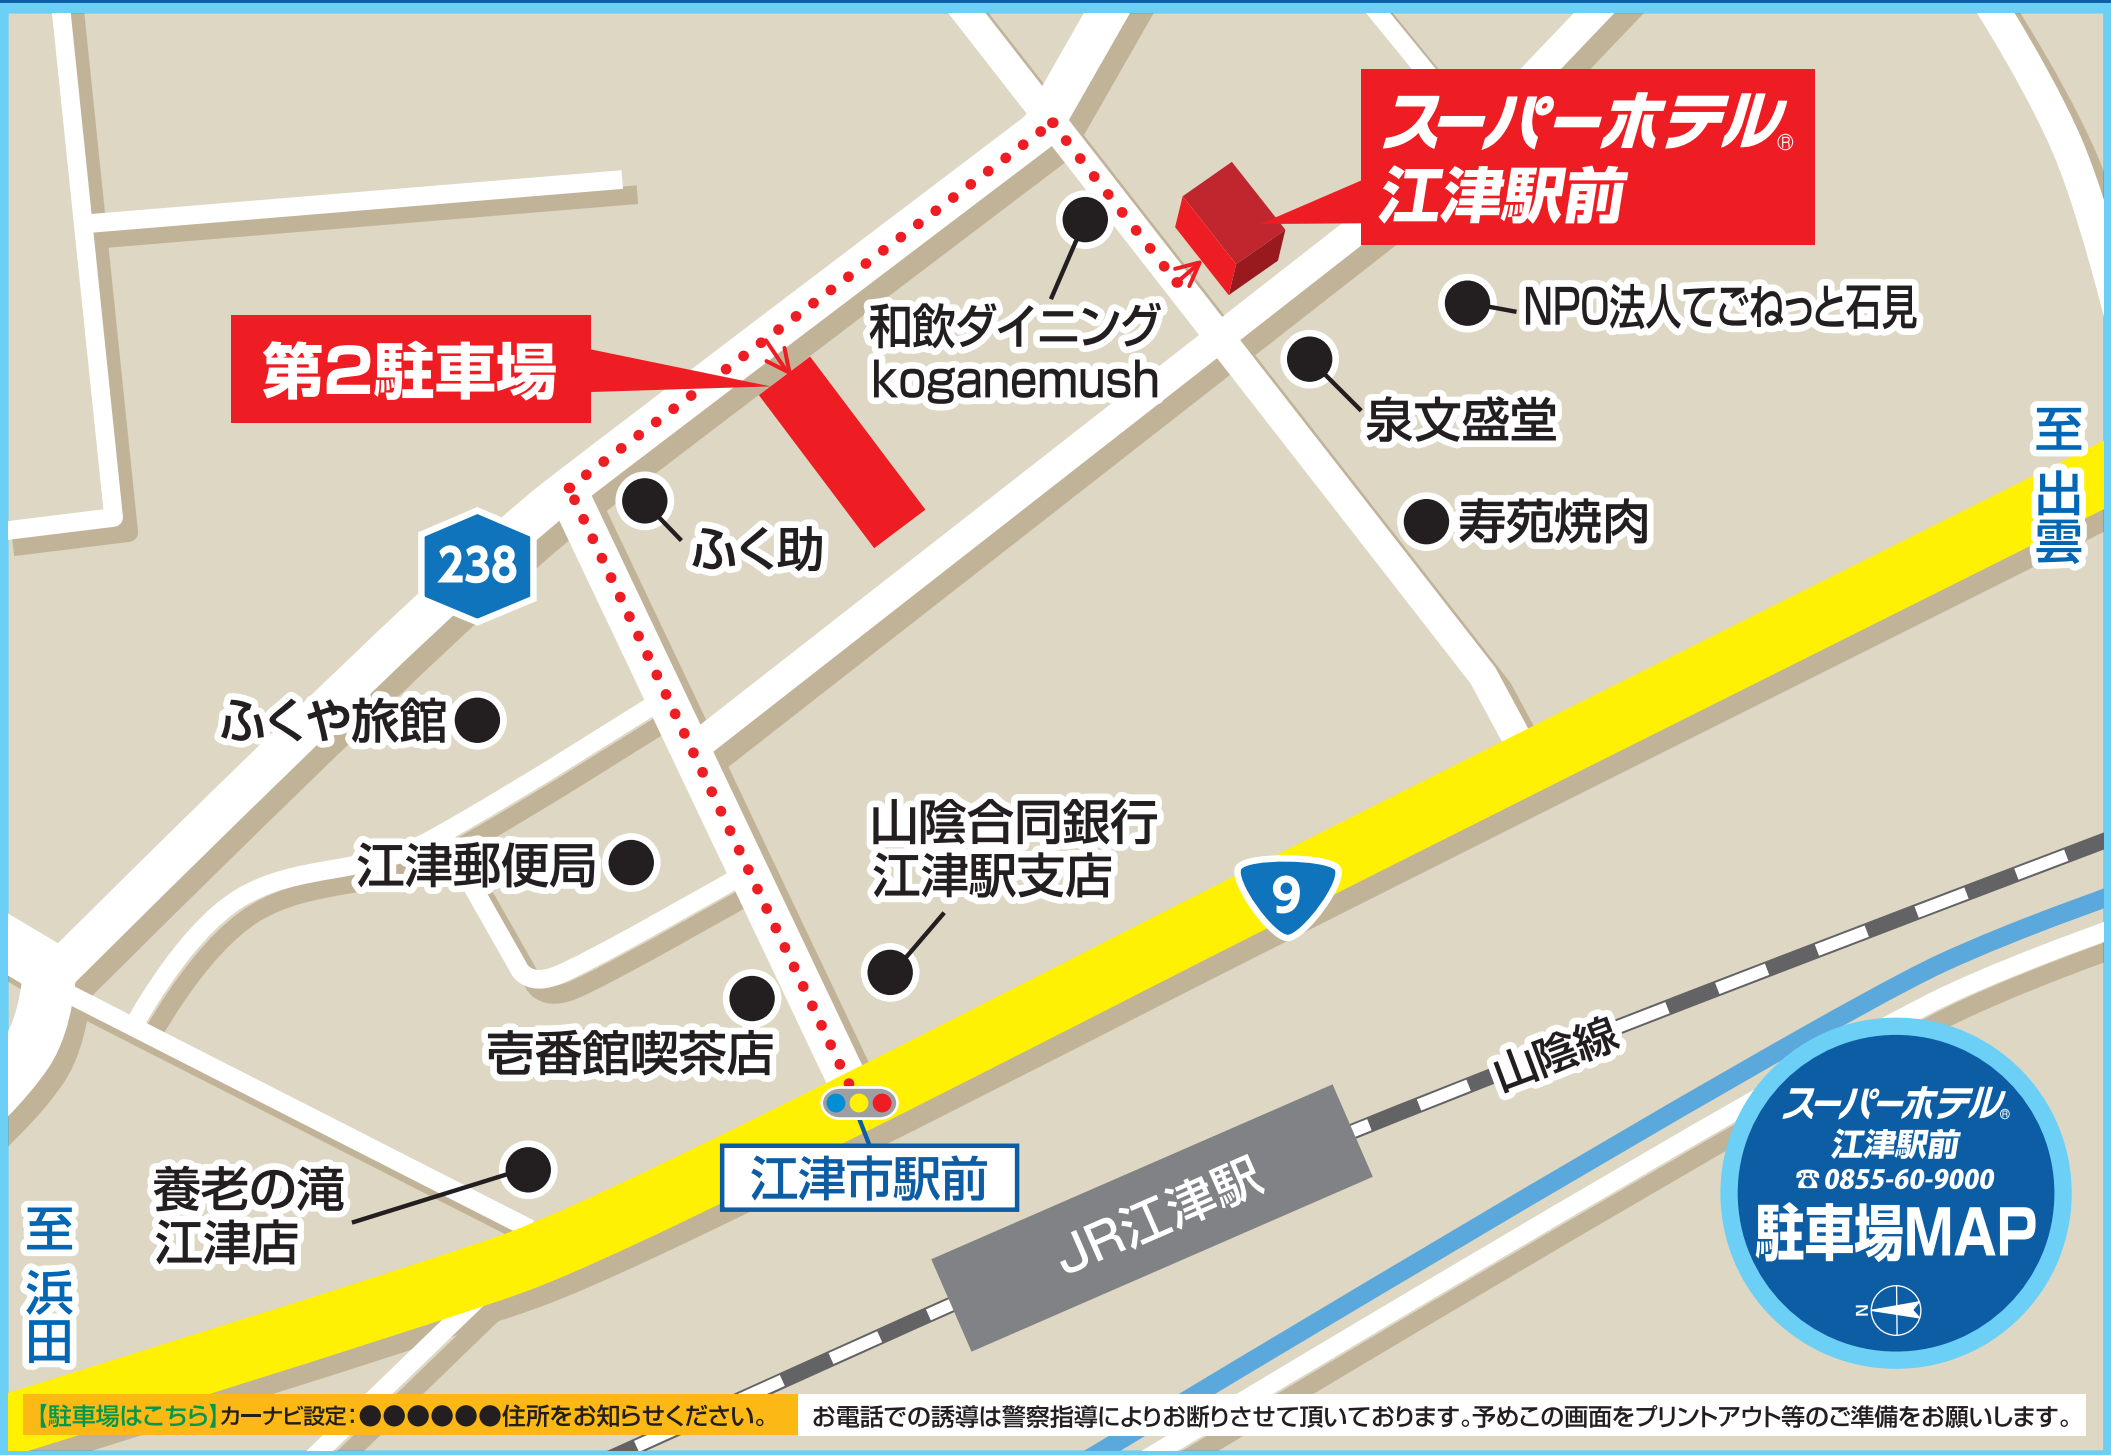 スーパーホテル®
江津駅前
第2駐車場
和飲ダイニング
koganemush
NPO法人てごねっと石見
泉文盛堂
至 出雲
寿苑焼肉
ふく助
238
ふくや旅館
江津郵便局
山陰合同銀行
江津駅支店
9
壱番館喫茶店
山陰線
江津市駅前
JR江津駅
養老の滝
江津店
至 浜田
スーパーホテル®
江津駅前
☎0855-60-9000
駐車場MAP
N
【駐車場はこちら】カーナビ設定:●●●●●●住所をお知らせください。
お電話での誘導は警察指導によりお断りさせて頂いております。予めこの画面をプリントアウト等のご準備をお願いします。